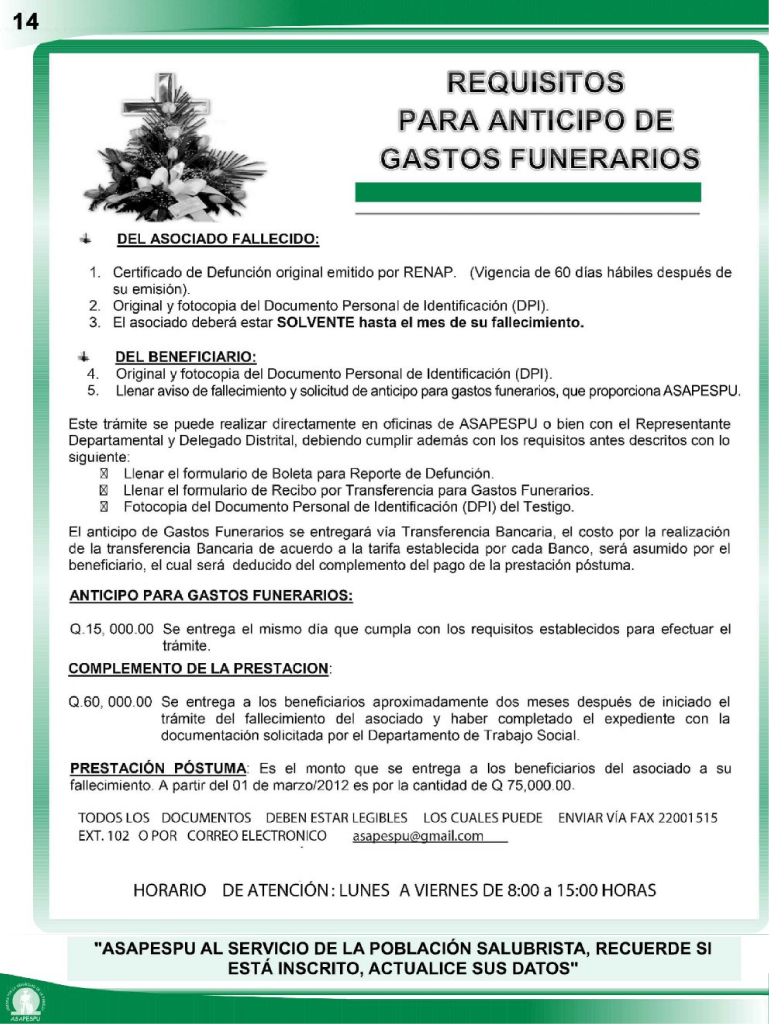 14
REQUISITOS
PARA ANTICIPO DE
GASTOS FUNERARIOS
DEL ASOCIADO FALLECIDO:
1. Certificado de Defunción original emitido por RENAP. (Vigencia de 60 días hábiles después de
su emisión).
2. Original y fotocopia del Documento Personal de Identificación (DPI).
3. El asociado deberá estar SOLVENTE hasta el mes de su fallecimiento.
DEL BENEFICIARIO:
4. Original y fotocopia del Documento Personal de Identificación (DPI).
5. Llenar aviso de fallecimiento y solicitud de anticipo para gastos funerarios, que proporciona ASAPESPU.
Este trámite se puede realizar directamente en oficinas de ASAPESPU o bien con el Representante
Departamental y Delegado Distrital, debiendo cumplir además con los requisitos antes descritos con lo
siguiente:
Llenar el formulario de Boleta para Reporte de Defunción.
Llenar el formulario de Recibo por Transferencia para Gastos Funerarios.
Fotocopia del Documento Personal de Identificación (DPI) del Testigo.
El anticipo de Gastos Funerarios se entregará vía Transferencia Bancaria, el costo por la realización
de la transferencia Bancaria de acuerdo a la tarifa establecida por cada Banco, será asumido por el
beneficiario, el cual será deducido del complemento del pago de la prestación póstuma.
ANTICIPO PARA GASTOS FUNERARIOS:
Q.15, 000.00 Se entrega el mismo día que cumpla con los requisitos establecidos para efectuar el
trámite.
COMPLEMENTO DE LA PRESTACION:
Q.60, 000.00 Se entrega a los beneficiarios aproximadamente dos meses después de iniciado el
trámite del fallecimiento del asociado y haber completado el expediente con la
documentación solicitada por el Departamento de Trabajo Social.
PRESTACIÓN PÓSTUMA: Es el monto que se entrega a los beneficiarios del asociado a su
fallecimiento. A partir del 01 de marzo/2012 es por la cantidad de Q 75,000.00.
TODOS LOS DOCUMENTOS DEBEN ESTAR LEGIBLES LOS CUALES PUEDE ENVIAR VÍA FAX 22001515
EXT. 102 O POR CORREO ELECTRONICO asapespu@gmail.com
HORARIO DE ATENCIÓN: LUNES A VIERNES DE 8:00 a 15:00 HORAS
"ASAPESPU AL SERVICIO DE LA POBLACIÓN SALUBRISTA, RECUERDE SI
ESTÁ INSCRITO, ACTUALICE SUS DATOS"
ASAPESPU